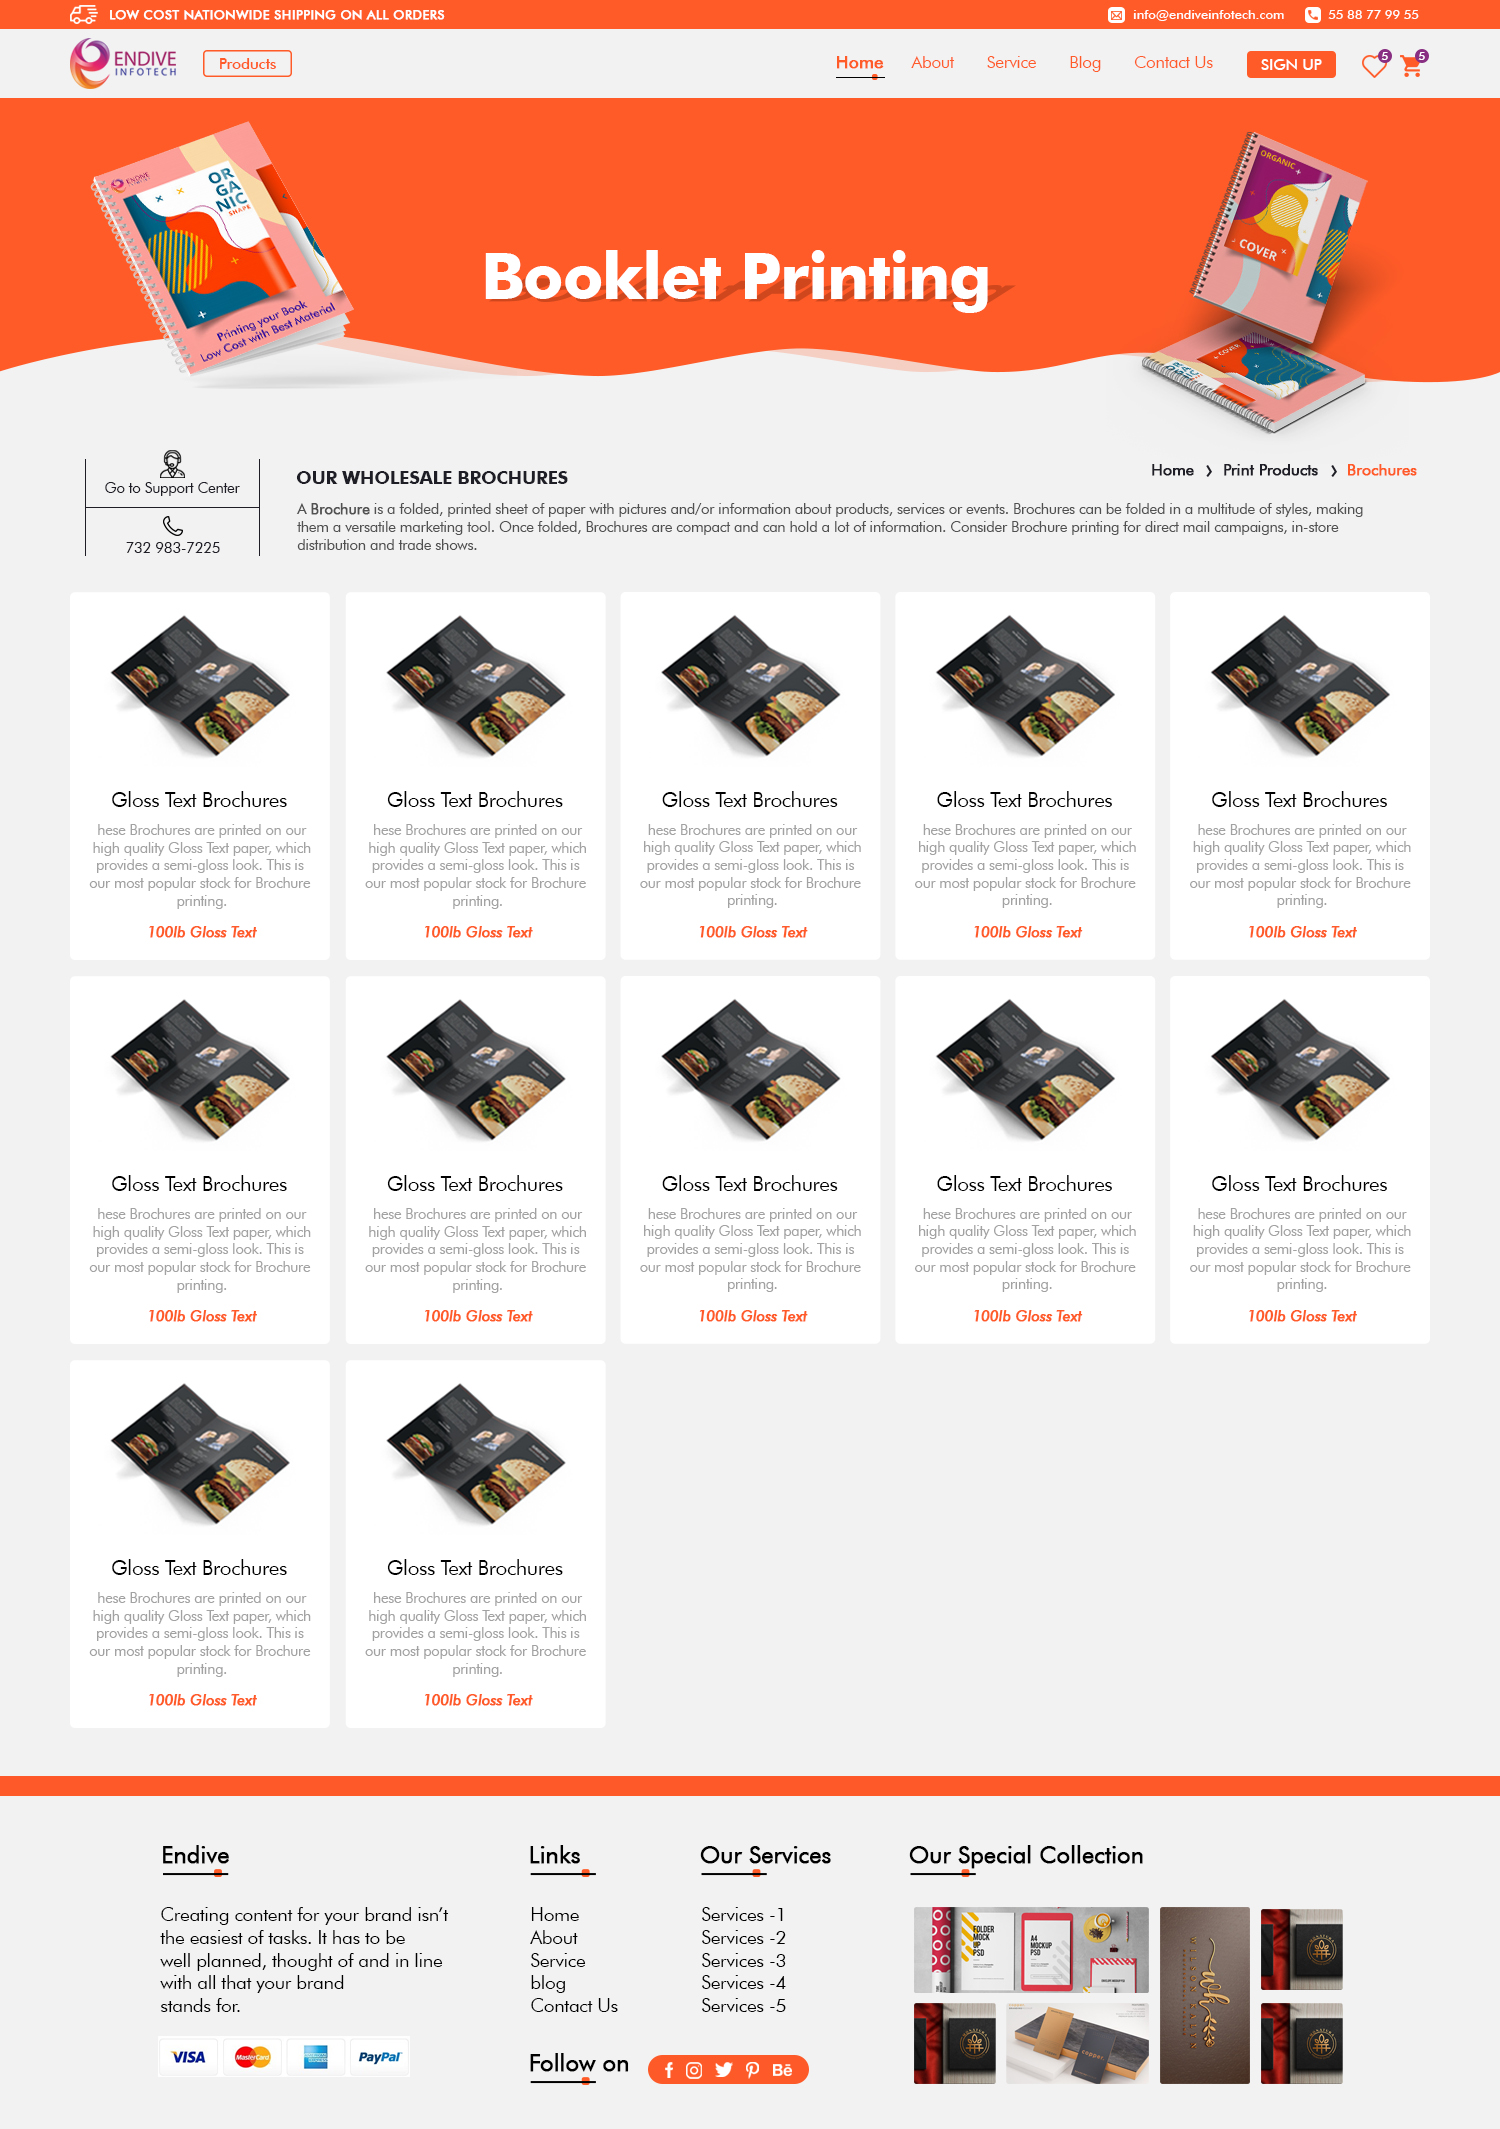 LOW COST NATIONWIDE SHIPPING ON ALL ORDERS
info@endiveinfotech.com
55 88 77 99 55
ENDIVE
INFOTECH
Products
Home
About
Service
Blog
Contact Us
SIGN UP
5
5
ENDIVE
OR
GA
NIC
SHAPE
Printing your Book
Low Cost with Best Material
Booklet Printing
ORGANIC
COVER
COVER
Go to Support Center
732 983-7225
OUR WHOLESALE BROCHURES
Home
Print Products
Brochures
A Brochure is a folded, printed sheet of paper with pictures and/or information about products, services or events. Brochures can be folded in a multitude of styles, making
them a versatile marketing tool. Once folded, Brochures are compact and can hold a lot of information. Consider Brochure printing for direct mail campaigns, in-store
distribution and trade shows.
Gloss Text Brochures
hese Brochures are printed on our
high quality Gloss Text paper, which
provides a semi-gloss look. This is
our most popular stock for Brochure
printing.
100lb Gloss Text
Gloss Text Brochures
hese Brochures are printed on our
high quality Gloss Text paper, which
provides a semi-gloss look. This is
our most popular stock for Brochure
printing.
100lb Gloss Text
Gloss Text Brochures
hese Brochures are printed on our
high quality Gloss Text paper, which
provides a semi-gloss look. This is
our most popular stock for Brochure
printing.
100lb Gloss Text
Gloss Text Brochures
hese Brochures are printed on our
high quality Gloss Text paper, which
provides a semi-gloss look. This is
our most popular stock for Brochure
printing.
100lb Gloss Text
Gloss Text Brochures
hese Brochures are printed on our
high quality Gloss Text paper, which
provides a semi-gloss look. This is
our most popular stock for Brochure
printing.
100lb Gloss Text
Gloss Text Brochures
hese Brochures are printed on our
high quality Gloss Text paper, which
provides a semi-gloss look. This is
our most popular stock for Brochure
printing.
100lb Gloss Text
Gloss Text Brochures
hese Brochures are printed on our
high quality Gloss Text paper, which
provides a semi-gloss look. This is
our most popular stock for Brochure
printing.
100lb Gloss Text
Gloss Text Brochures
hese Brochures are printed on our
high quality Gloss Text paper, which
provides a semi-gloss look. This is
our most popular stock for Brochure
printing.
100lb Gloss Text
Gloss Text Brochures
hese Brochures are printed on our
high quality Gloss Text paper, which
provides a semi-gloss look. This is
our most popular stock for Brochure
printing.
100lb Gloss Text
Gloss Text Brochures
hese Brochures are printed on our
high quality Gloss Text paper, which
provides a semi-gloss look. This is
our most popular stock for Brochure
printing.
100lb Gloss Text
Gloss Text Brochures
hese Brochures are printed on our
high quality Gloss Text paper, which
provides a semi-gloss look. This is
our most popular stock for Brochure
printing.
100lb Gloss Text
Gloss Text Brochures
hese Brochures are printed on our
high quality Gloss Text paper, which
provides a semi-gloss look. This is
our most popular stock for Brochure
printing.
100lb Gloss Text
Endive
Creating content for your brand isn't
the easiest of tasks. It has to be
well planned, thought of and in line
with all that your brand
stands for.
VISA
MasterCard
PayPal
Links
Home
About
Service
blog
Contact Us
Our Services
Services -1
Services -2
Services -3
Services -4
Services -5
Follow on
Bē
Our Special Collection
FOLDER
MOCK
UP
PSD
A4
MOCKUP
PSD